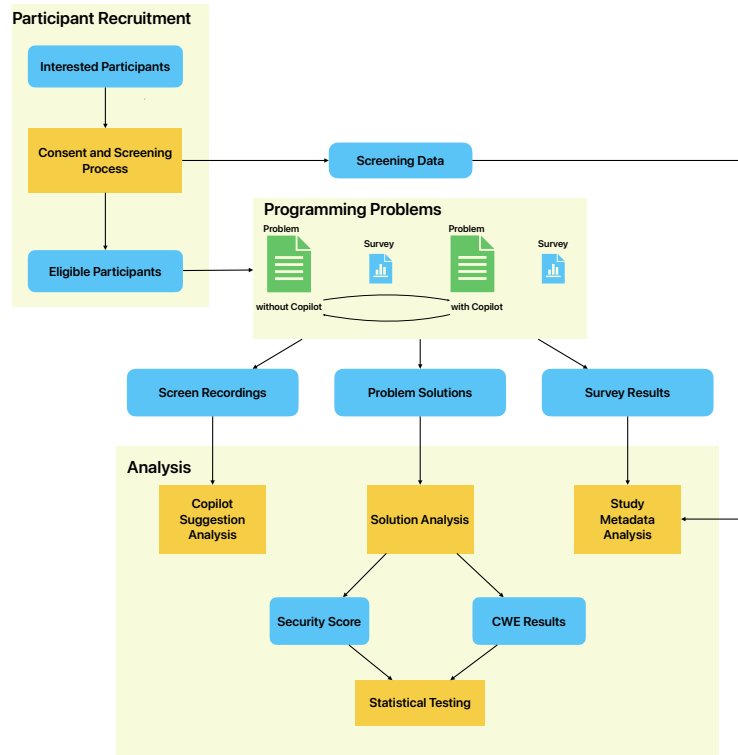 Participant Recruitment
Interested Participants
Consent and Screening
Process
Screening Data
Eligible Participants
Programming Problems
Problem
Survey
Problem
Survey
without Copilot
with Copilot
Screen Recordings
Problem Solutions
Survey Results
Analysis
Copilot
Suggestion
Analysis
Solution Analysis
Study
Metadata
Analysis
Security Score
CWE Results
Statistical Testing